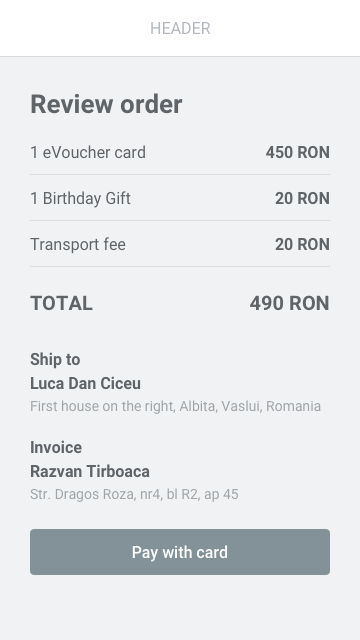 HEADER
Review order
1 eVoucher card 450 RON
1 Birthday Gift 20 RON
Transport fee 20 RON
TOTAL 490 RON
Ship to
Luca Dan Ciceu
First house on the right, Albita, Vaslui, Romania
Invoice
Razvan Tirboaca
Str. Dragos Roza, nr4, bl R2, ap 45
Pay with card